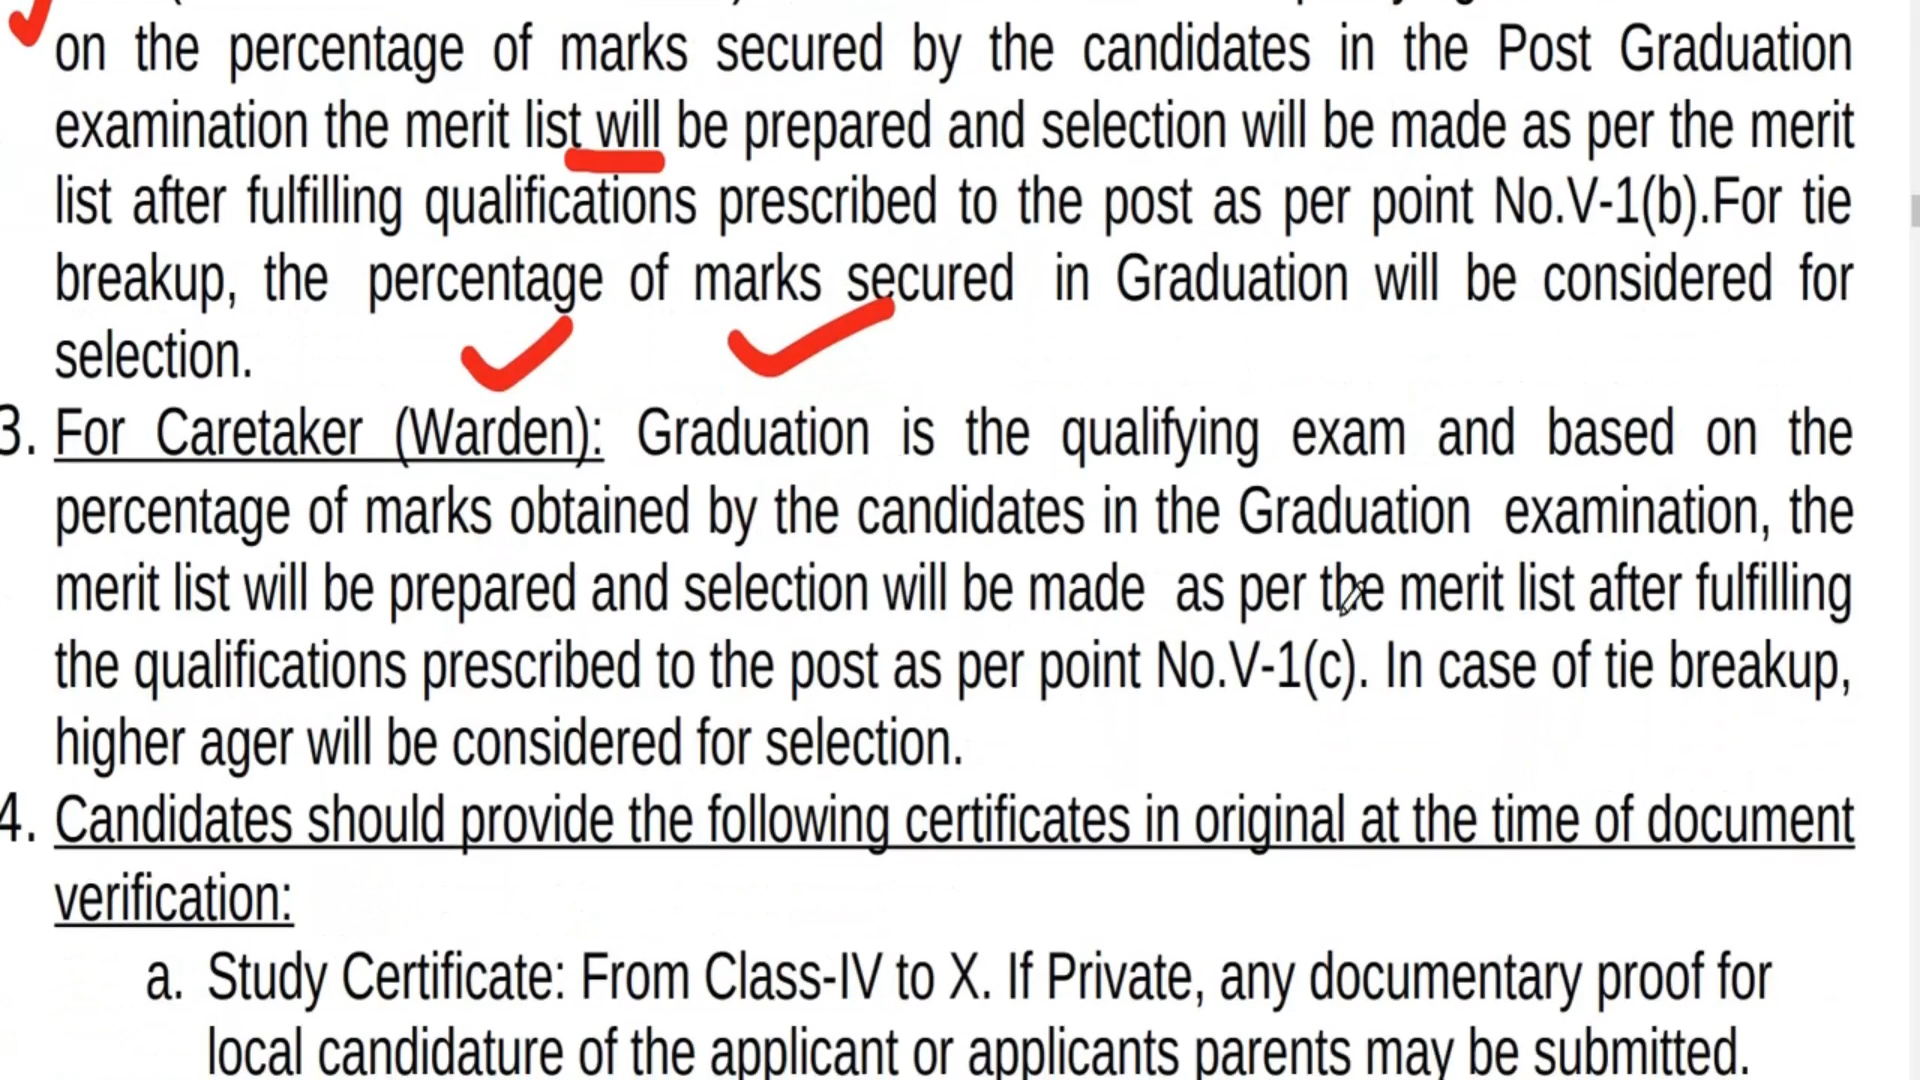 on the percentage of marks secured by the candidates in the Post Graduation
examination the merit list will be prepared and selection will be made as per the merit
list after fulfilling qualifications prescribed to the post as per point No.V-1(b).For tie
breakup, the percentage of marks secured in Graduation will be considered for
selection.
3. For Caretaker (Warden): Graduation is the qualifying exam and based on the
percentage of marks obtained by the candidates in the Graduation examination, the
merit list will be prepared and selection will be made as per the merit list after fulfilling
the qualifications prescribed to the post as per point No.V-1(c). In case of tie breakup,
higher ager will be considered for selection.
4. Candidates should provide the following certificates in original at the time of document
verification:
a. Study Certificate: From Class-IV to X. If Private, any documentary proof for
local candidature of the applicant or applicants parents may be submitted.